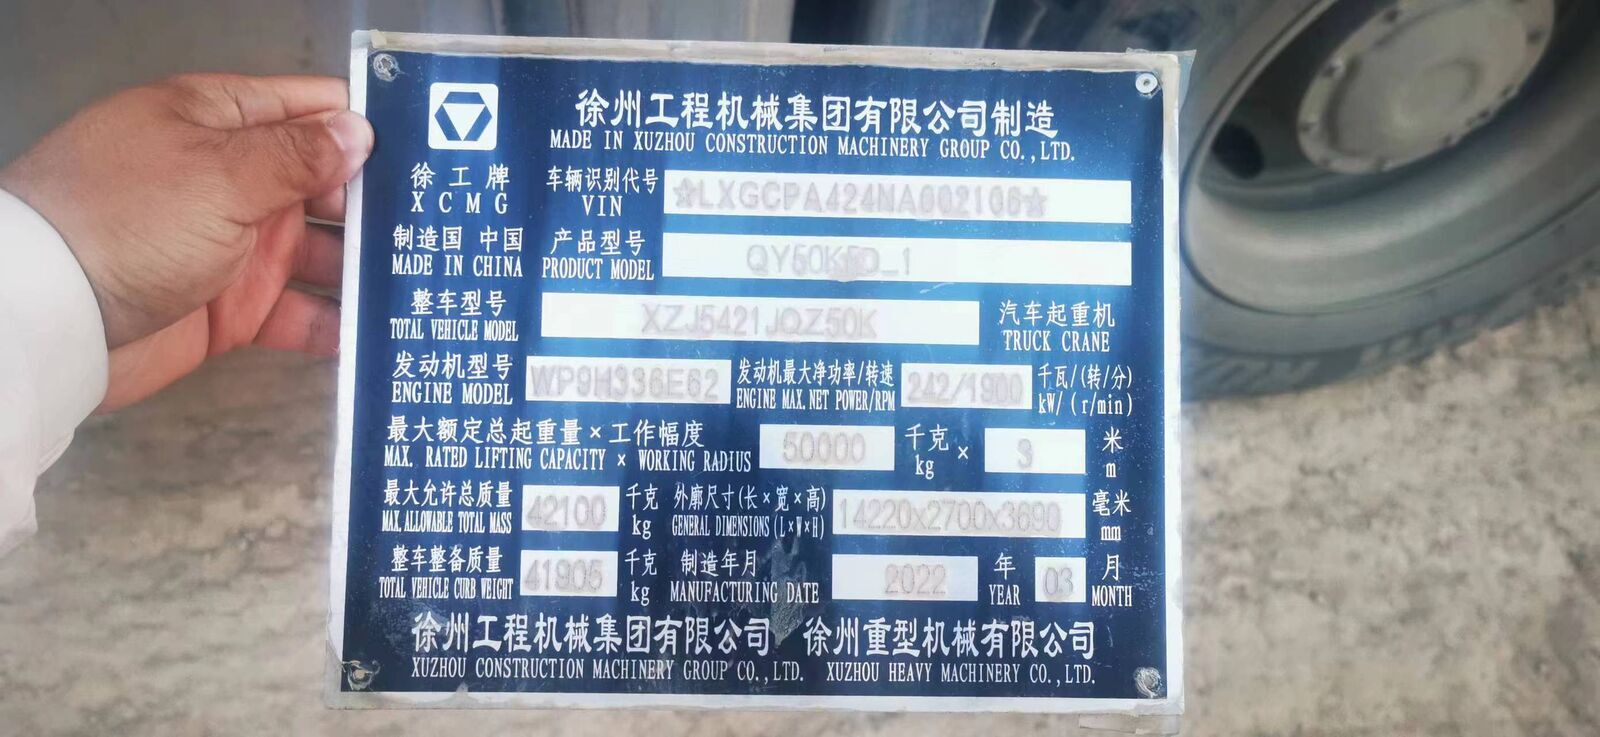 徐州工程机械集团有限公司制造
MADE IN XUZHOU CONSTRUCTION MACHINERY GROUP CO.,LTD.
徐工牌
XCMG
车辆识别代号
VIN
☆LXGCPA424NA002106☆
制造国 中国
MADE IN CHINA
产品型号
PRODUCT MODEL
QY50K5D_1
整车型号
TOTAL VEHICLE MODEL
XZJ5421JQZ50K
汽车起重机
TRUCK CRANE
发动机型号
ENGINE MODEL
WP9H336E62
发动机最大净功率/转速
ENGINE MAX.NET POWER/RPM
242/1900
千瓦/(转/分)
kW/(r/min)
最大额定总起重量×工作幅度
MAX. RATED LIFTING CAPACITY × WORKING RADIUS
50000
千克
kg
×
3
米
m
最大允许总质量
MAX.ALLOWABLE TOTAL MASS
42100
千克
kg
外廓尺寸(长×宽×高)
GENERAL DIMENSIONS(L×W×H)
14220x2700x3690
毫米
mm
整车整备质量
TOTAL VEHICLE CURB WEIGHT
41905
千克
kg
制造年月
MANUFACTURING DATE
2022
年
YEAR
03
月
MONTH
徐州工程机械集团有限公司 徐州重型机械有限公司
XUZHOU CONSTRUCTION MACHINERY GROUP CO.,LTD. XUZHOU HEAVY MACHINERY CO.,LTD.